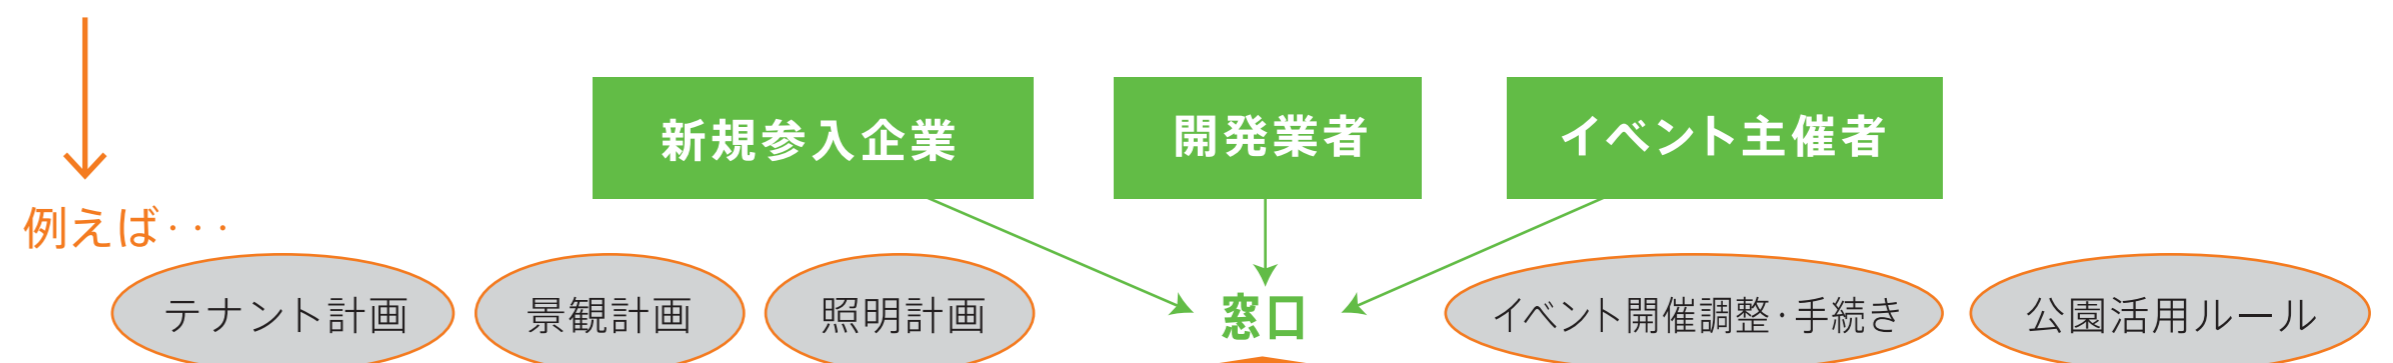 新規参入企業
開発業者
イベント主催者
例えば・・・
テナント計画
景観計画
照明計画
窓口
イベント開催調整・手続き
公園活用ルール